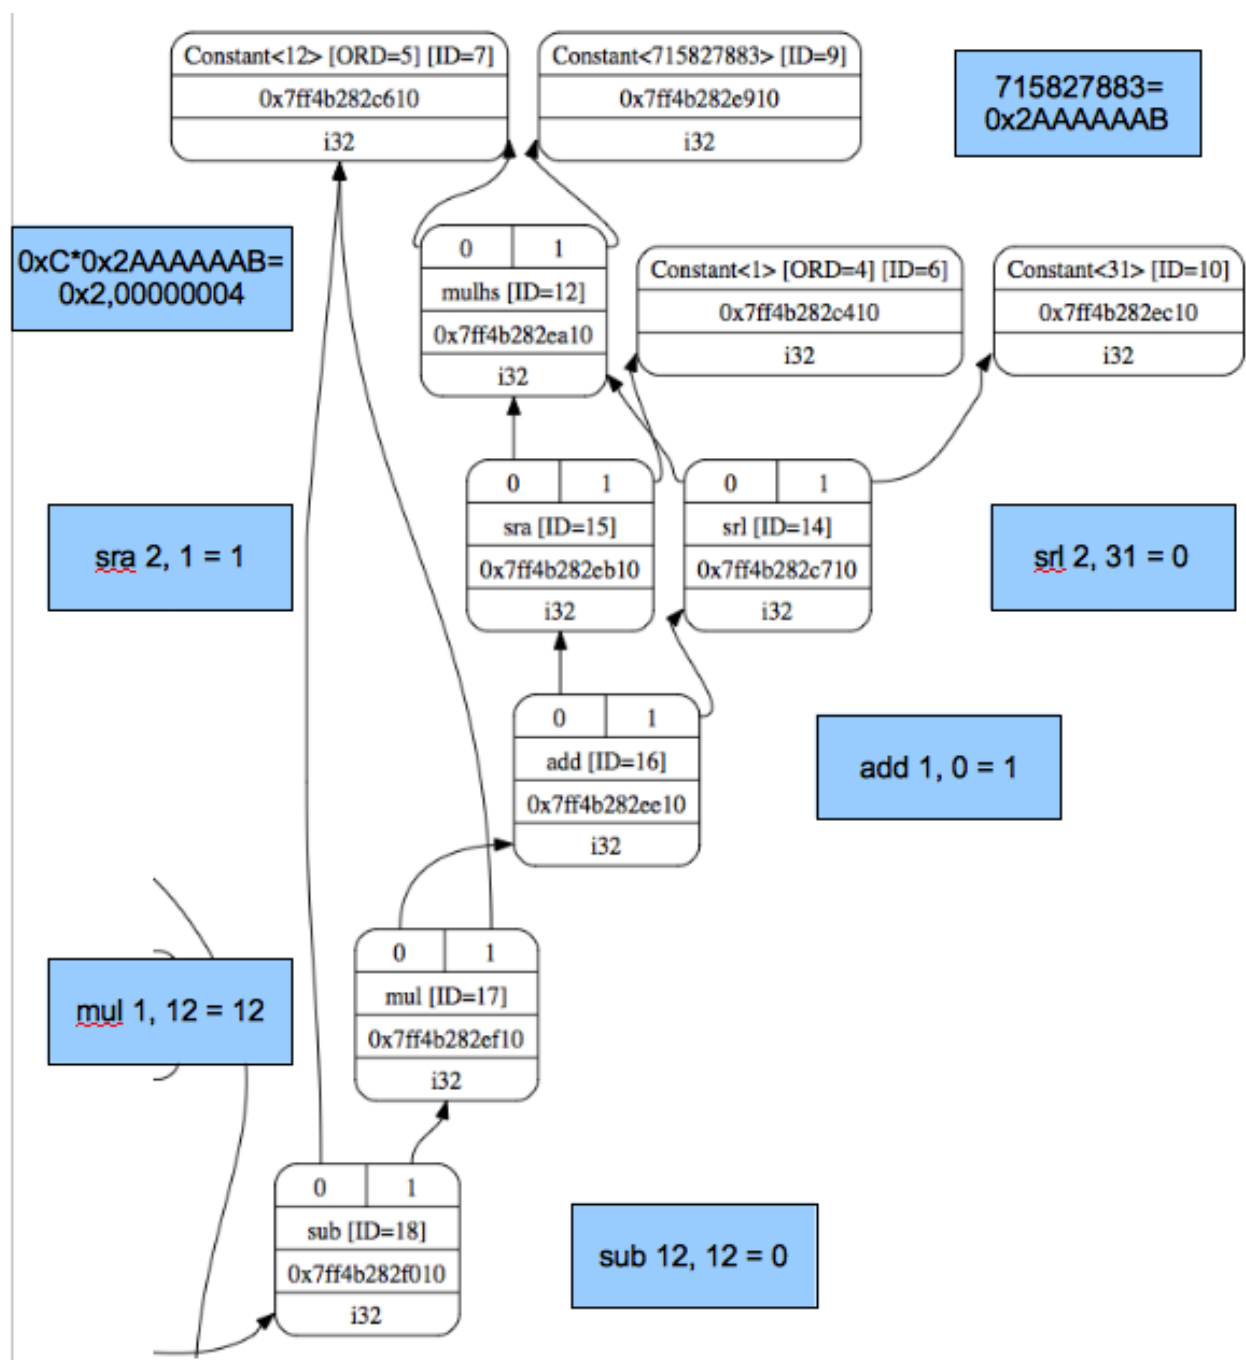 Constant<12> [ORD=5] [ID=7]
0x7ff4b282c610
i32
Constant<715827883> [ID=9]
0x7ff4b282e910
i32
715827883=
0x2AAAAAAB
0xC*0x2AAAAAAB=
0x2,00000004
0 1
mulhs [ID=12]
0x7ff4b282ea10
i32
Constant<1> [ORD=4] [ID=6]
0x7ff4b282c410
i32
Constant<31> [ID=10]
0x7ff4b282ec10
i32
sra 2, 1 = 1
0 1
sra [ID=15]
0x7ff4b282eb10
i32
0 1
srl [ID=14]
0x7ff4b282c710
i32
srl 2, 31 = 0
0 1
add [ID=16]
0x7ff4b282ee10
i32
add 1, 0 = 1
mul 1, 12 = 12
0 1
mul [ID=17]
0x7ff4b282ef10
i32
0 1
sub [ID=18]
0x7ff4b282f010
i32
sub 12, 12 = 0